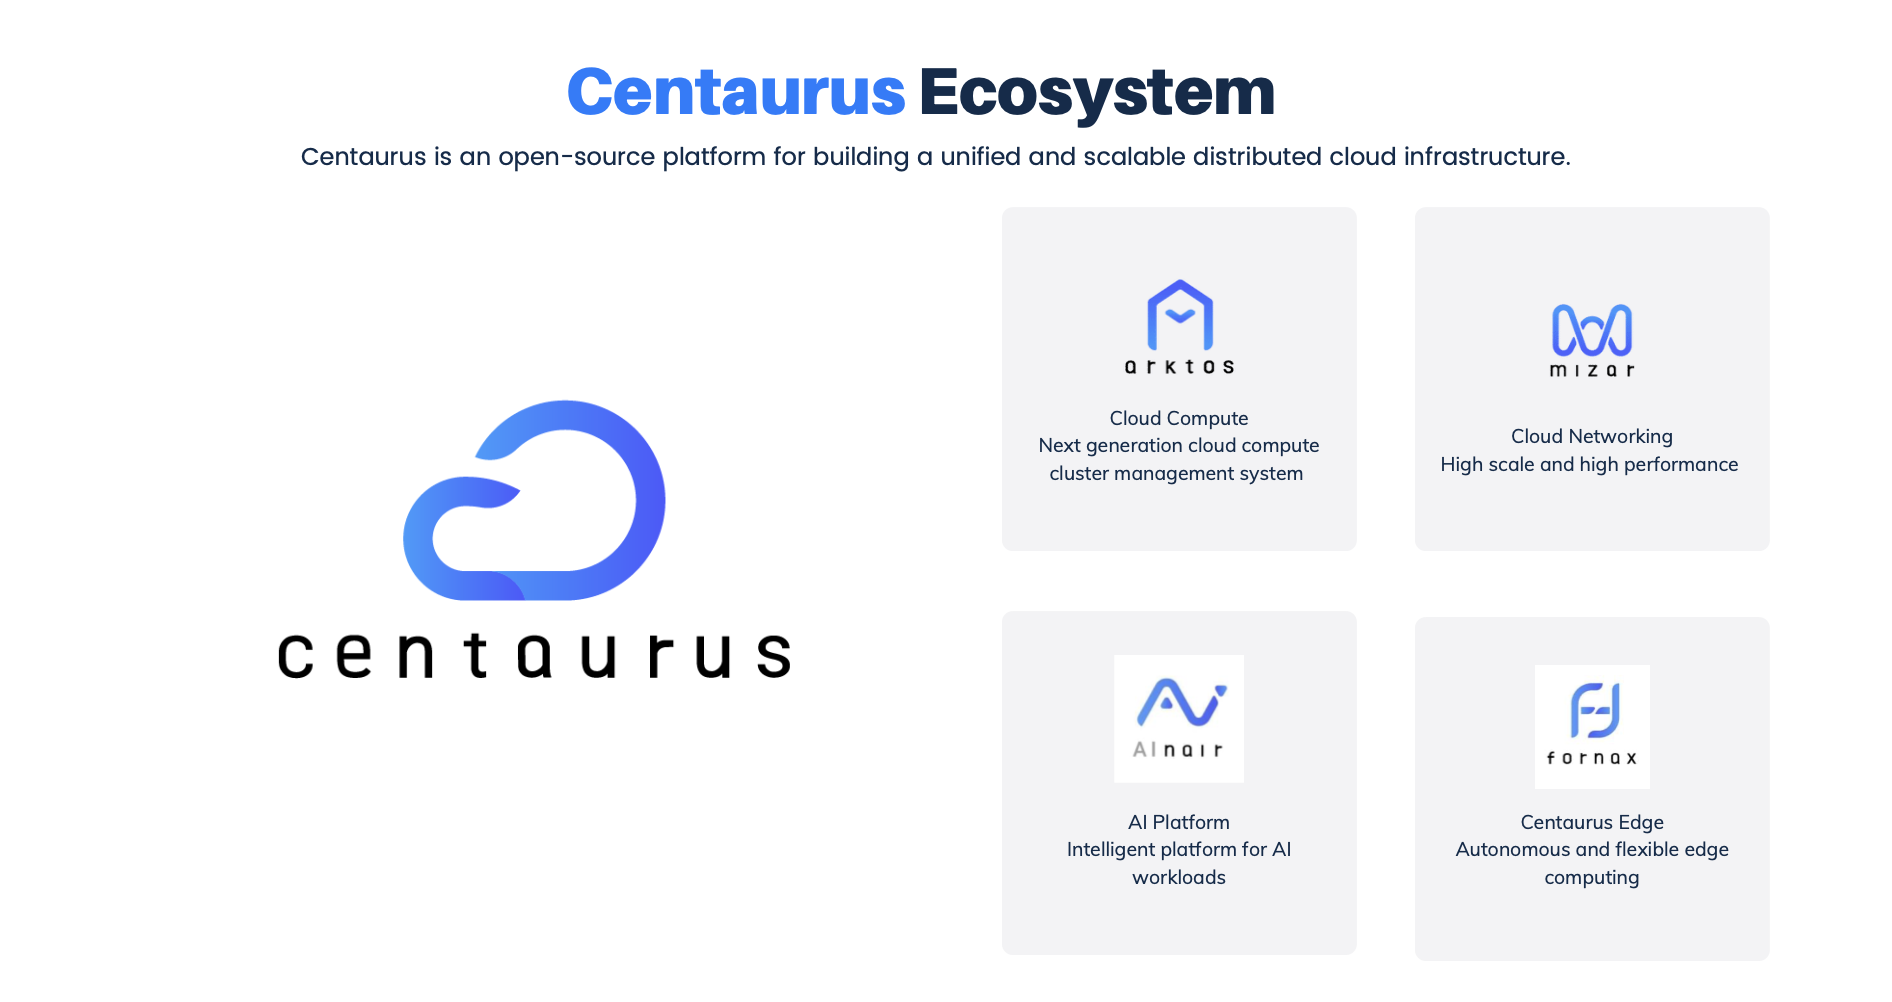 Centaurus Ecosystem
Centaurus is an open-source platform for building a unified and scalable distributed cloud infrastructure.
centaurus
arktos
Cloud Compute
Next generation cloud compute
cluster management system
mizar
Cloud Networking
High scale and high performance
AInair
AI Platform
Intelligent platform for AI
workloads
fornax
Centaurus Edge
Autonomous and flexible edge
computing